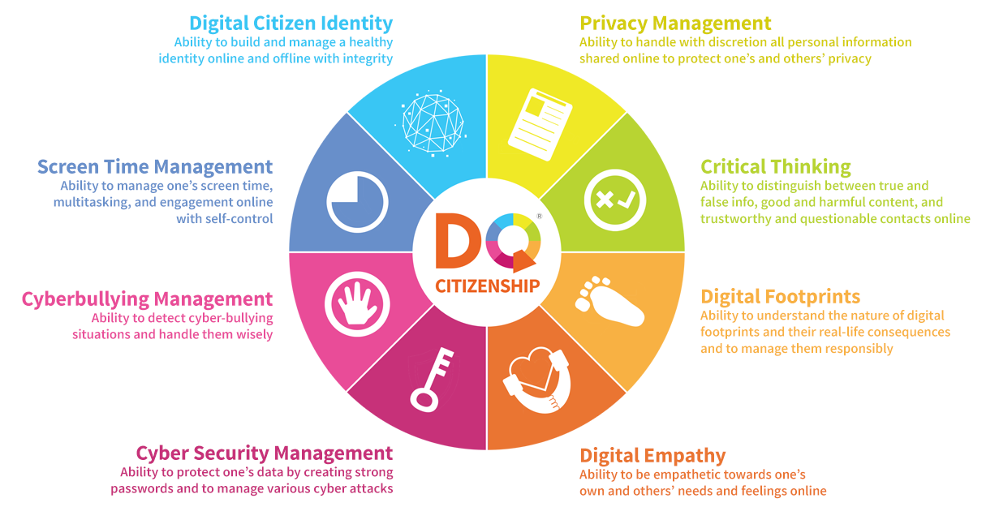 Digital Citizen Identity
Ability to build and manage a healthy
identity online and offline with integrity
Privacy Management
Ability to handle with discretion all personal information
shared online to protect one's and others' privacy
Screen Time Management
Ability to manage one's screen time,
multitasking, and engagement online
with self-control
Critical Thinking
Ability to distinguish between true and
false info, good and harmful content, and
trustworthy and questionable contacts online
DQ ®
CITIZENSHIP
Cyberbullying Management
Ability to detect cyber-bullying
situations and handle them wisely
Digital Footprints
Ability to understand the nature of digital
footprints and their real-life consequences
and to manage them responsibly
Cyber Security Management
Ability to protect one's data by creating strong
passwords and to manage various cyber attacks
Digital Empathy
Ability to be empathetic towards one's
own and others' needs and feelings online